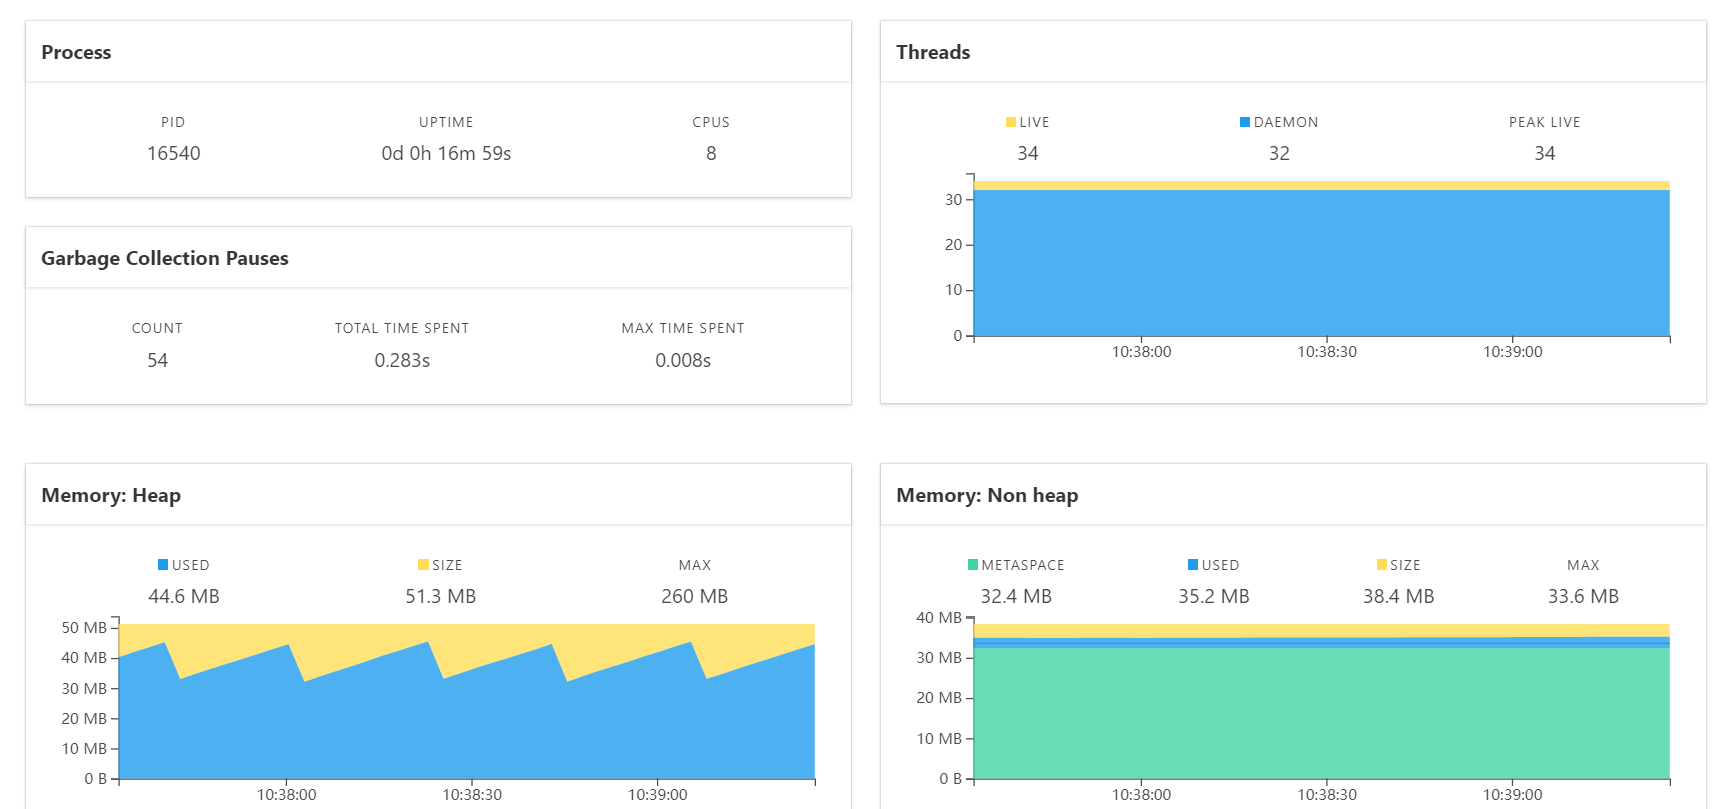 Process
PID UPTIME CPUS
16540 0d 0h 16m 59s 8
Garbage Collection Pauses
COUNT TOTAL TIME SPENT MAX TIME SPENT
54 0.283s 0.008s
Threads
LIVE DAEMON PEAK LIVE
34 32 34
30
20
10
0
10:38:00 10:38:30 10:39:00
Memory: Heap
USED SIZE MAX
44.6 MB 51.3 MB 260 MB
50 MB
40 MB
30 MB
20 MB
10 MB
0 B
10:38:00 10:38:30 10:39:00
Memory: Non heap
METASPACE USED SIZE MAX
32.4 MB 35.2 MB 38.4 MB 33.6 MB
40 MB
30 MB
20 MB
10 MB
0 B
10:38:00 10:38:30 10:39:00